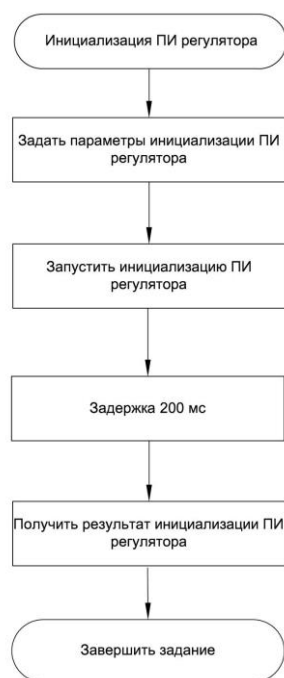 Инициализация ПИ регулятора
Задать параметры инициализации ПИ
регулятора
Запустить инициализацию ПИ
регулятора
Задержка 200 мс
Получить результат инициализации ПИ
регулятора
Завершить задание